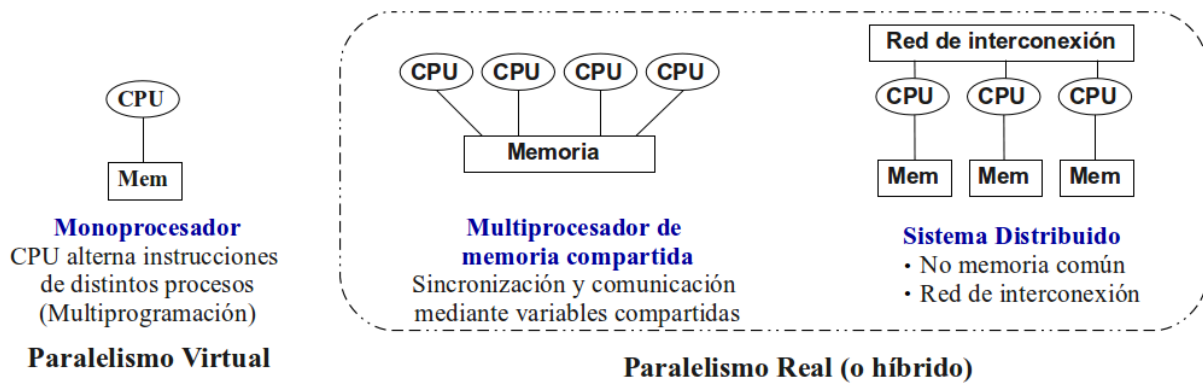 CPU
Mem
Monoprocesador
CPU alterna instrucciones
de distintos procesos
(Multiprogramación)
Paralelismo Virtual
CPU CPU CPU CPU
Memoria
Multiprocesador de
memoria compartida
Sincronización y comunicación
mediante variables compartidas
Red de interconexión
CPU CPU CPU
Mem Mem Mem
Sistema Distribuido
• No memoria común
• Red de interconexión
Paralelismo Real (o híbrido)